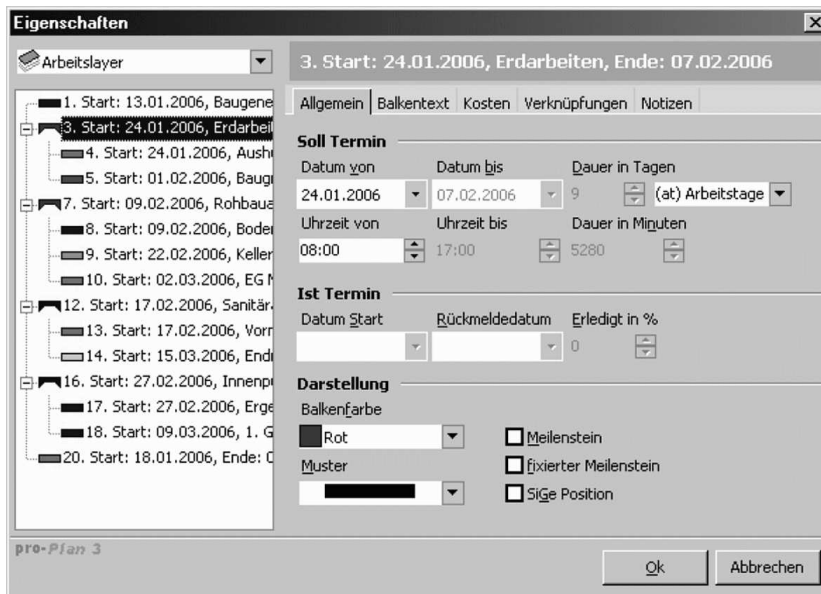 Eigenschaften
Arbeitslayer
1. Start: 13.01.2006, Baugene
3. Start: 24.01.2006, Erdarbeil
4. Start: 24.01.2006, Aush
5. Start: 01.02.2006, Baug
7. Start: 09.02.2006, Rohbaua
8. Start: 09.02.2006, Boder
9. Start: 22.02.2006, Keller
10. Start: 02.03.2006, EG
12. Start: 17.02.2006, Sanitär
13. Start: 17.02.2006, Vorr
14. Start: 15.03.2006, End
16. Start: 27.02.2006, Innenp
17. Start: 27.02.2006, Erge
18. Start: 09.03.2006, 1. G
20. Start: 18.01.2006, Ende:
3. Start: 24.01.2006, Erdarbeiten, Ende: 07.02.2006
Allgemein Balkentext Kosten Verknüpfungen Notizen
Soll Termin
Datum von Datum bis Dauer in Tagen
24.01.2006 07.02.2006 9 (at) Arbeitstage
Uhrzeit von Uhrzeit bis Dauer in Minuten
08:00 17:00 5280
Ist Termin
Datum Start Rückmeldedatum Erledigt in %
0
Darstellung
Balkenfarbe
Rot Meilenstein
Muster fixierter Meilenstein
SiGe Position
pro-Plan 3
Ok Abbrechen